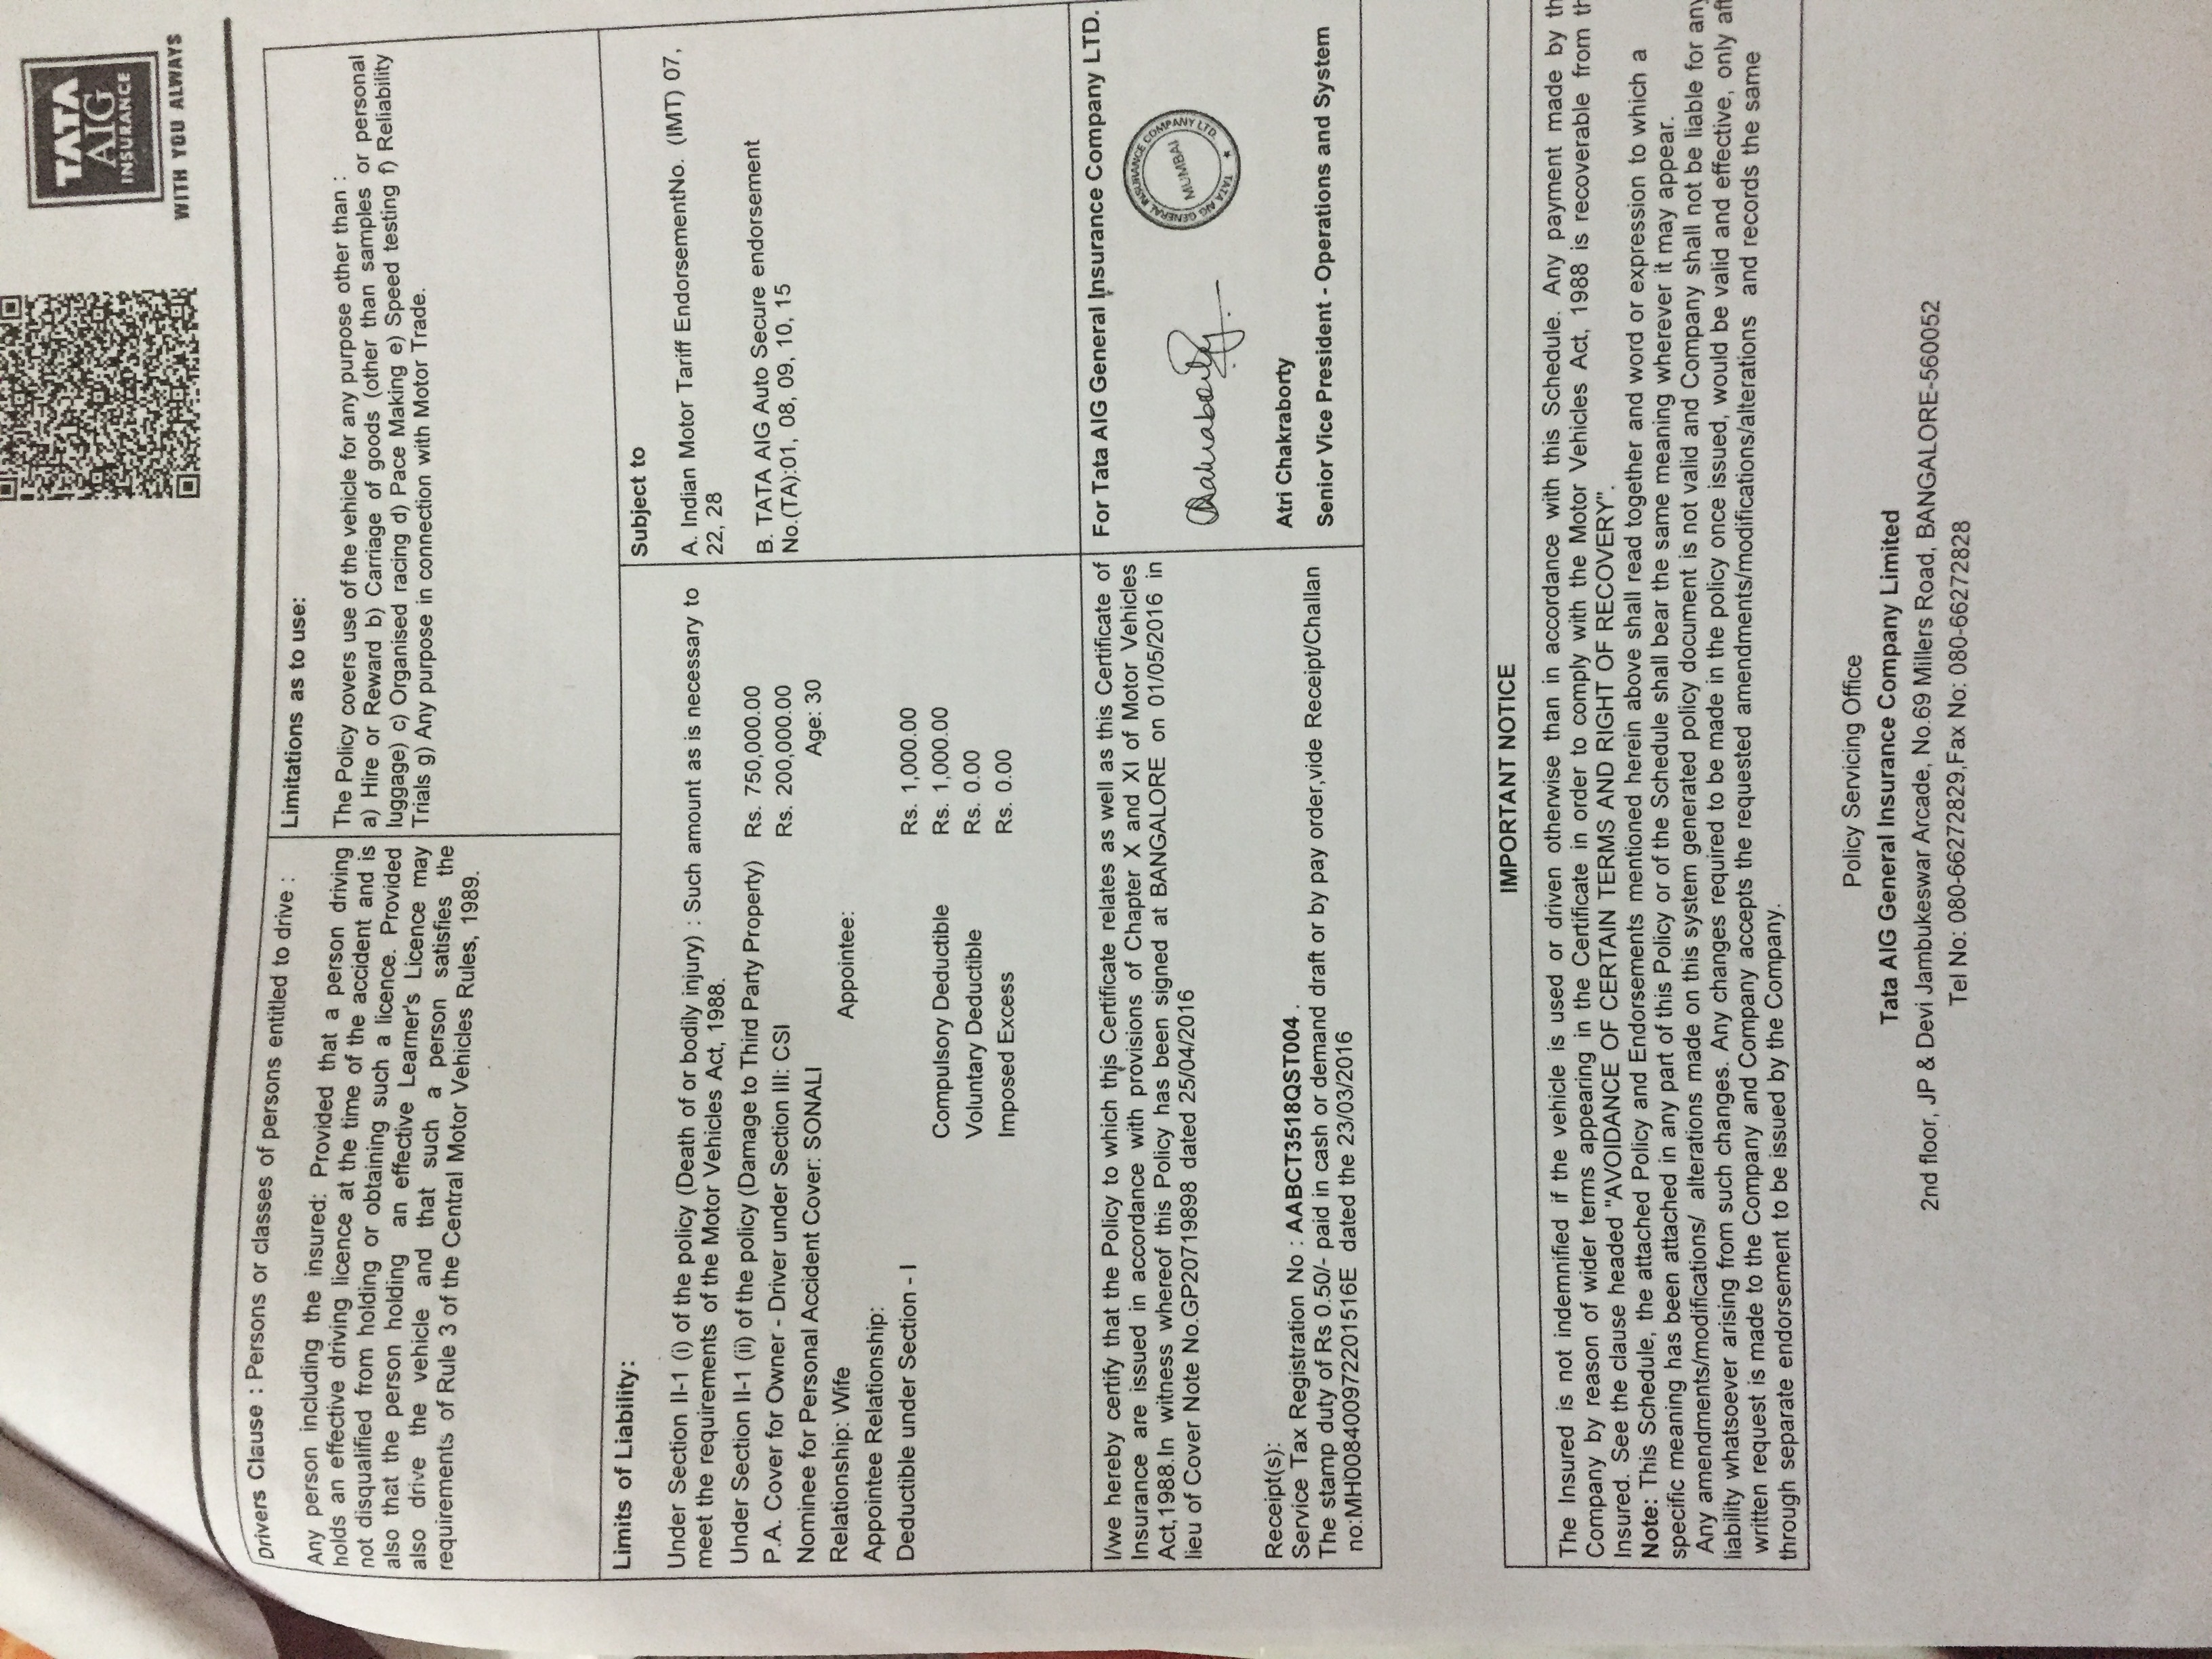 TATA
AIG
INSURANCE
WITH YOU ALWAYS
Drivers Clause : Persons or classes of persons entitled to drive :
Any person including the insured: Provided that a person driving
holds an effective driving licence at the time of the accident and is
not disqualified from holding or obtaining such a licence. Provided
also that the person holding an effective Learner's Licence may
also drive the vehicle and that such a person satisfies the
requirements of Rule 3 of the Central Motor Vehicles Rules, 1989.
Limitations as to use:
The Policy covers use of the vehicle for any purpose other than :
a) Hire or Reward b) Carriage of goods (other than samples or personal
luggage) c) Organised racing d) Pace Making e) Speed testing f) Reliability
Trials g) Any purpose in connection with Motor Trade.
Limits of Liability:
Under Section II-1 (i) of the policy (Death of or bodily injury) : Such amount as is necessary to
meet the requirements of the Motor Vehicles Act, 1988.
Under Section II-1 (ii) of the policy (Damage to Third Party Property) Rs. 750,000.00
P.A. Cover for Owner - Driver under Section III: CSI Rs. 200,000.00
Nominee for Personal Accident Cover: SONALI Age: 30
Relationship: Wife Appointee:
Appointee Relationship:
Deductible under Section - I Rs. 1,000.00
Compulsory Deductible Rs. 1,000.00
Voluntary Deductible Rs. 0.00
Imposed Excess Rs. 0.00
Subject to
A. Indian Motor Tariff EndorsementNo. (IMT) 07,
22, 28
B. TATA AIG Auto Secure endorsement
No.(TA):01, 08, 09, 10, 15
I/we hereby certify that the Policy to which this Certificate relates as well as this Certificate of
Insurance are issued in accordance with provisions of Chapter X and XI of Motor Vehicles
Act,1988.In witness whereof this Policy has been signed at BANGALORE on 01/05/2016 in
lieu of Cover Note No.GP20719898 dated 25/04/2016
Receipt(s):
Service Tax Registration No : AABCT3518QST004 .
The stamp duty of Rs 0.50/- paid in cash or demand draft or by pay order,vide Receipt/Challan
no:MH008400972201516E dated the 23/03/2016
For Tata AIG General Insurance Company LTD.
Chakraborty
TATA AIG GENERAL INSURANCE COMPANY LTD.
MUMBAI
Atri Chakraborty
Senior Vice President - Operations and System
IMPORTANT NOTICE
The Insured is not indemnified if the vehicle is used or driven otherwise than in accordance with this Schedule. Any payment made by th
Company by reason of wider terms appearing in the Certificate in order to comply with the Motor Vehicles Act, 1988 is recoverable from th
Insured. See the clause headed "AVOIDANCE OF CERTAIN TERMS AND RIGHT OF RECOVERY".
Note: This Schedule, the attached Policy and Endorsements mentioned herein above shall read together and word or expression to which a
specific meaning has been attached in any part of this Policy or of the Schedule shall bear the same meaning wherever it may appear.
Any amendments/modifications/ alterations made on this system generated policy document is not valid and Company shall not be liable for any
liability whatsoever arising from such changes. Any changes required to be made in the policy once issued, would be valid and effective, only aft
written request is made to the Company and Company accepts the requested amendments/modifications/alterations and records the same
through separate endorsement to be issued by the Company.
Policy Servicing Office
Tata AIG General Insurance Company Limited
2nd floor, JP & Devi Jambukeswar Arcade, No.69 Millers Road, BANGALORE-560052
Tel No: 080-66272829,Fax No: 080-66272828